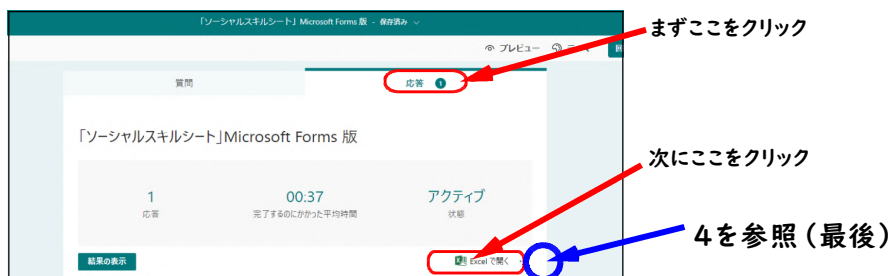 「ソーシャルスキルシート」Microsoft Forms 版 - 保存済み
まずここをクリック
プレビュー
質問
応答 1
「ソーシャルスキルシート」Microsoft Forms 版
次にここをクリック
1 00:37 アクティブ
応答 完了するのにかかった平均時間 状態
4を参照(最後)
結果の表示 Excel で開く